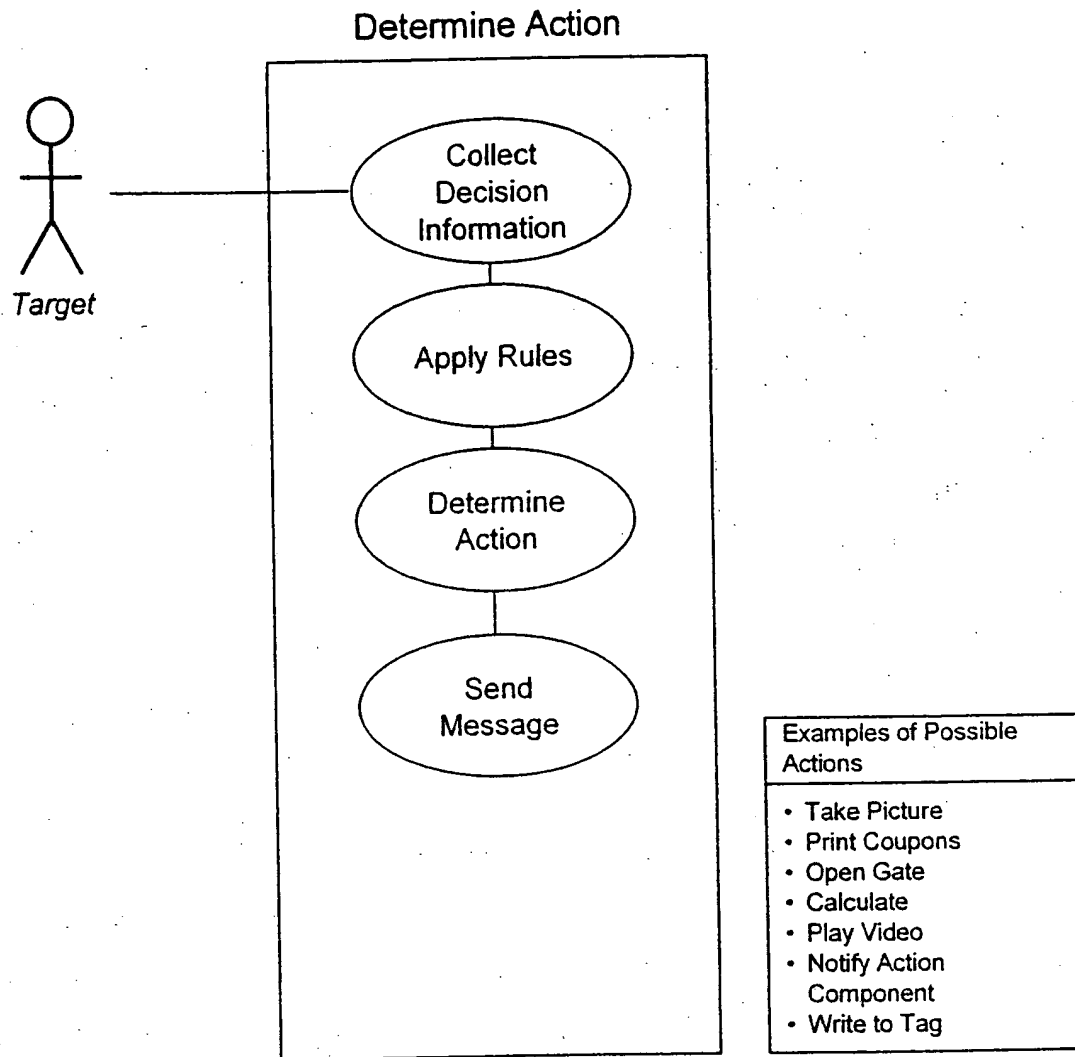 Determine Action
Collect
Decision
Information
Target
Apply Rules
Determine
Action
Send
Message
Examples of Possible
Actions
• Take Picture
• Print Coupons
• Open Gate
• Calculate
• Play Video
• Notify Action
Component
• Write to Tag